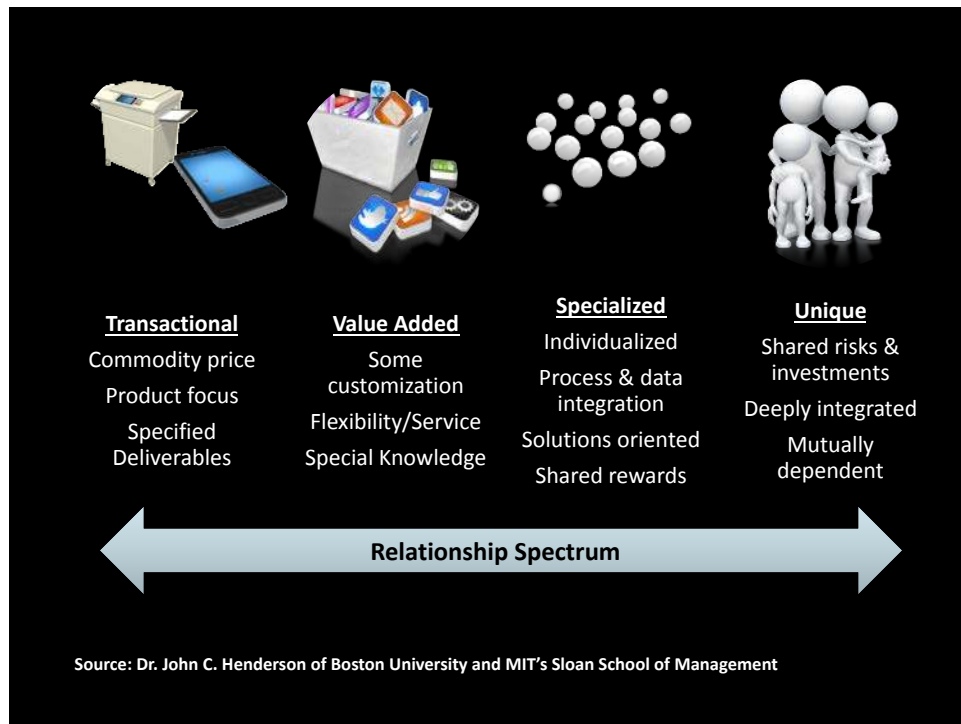 Transactional
Commodity price
Product focus
Specified
Deliverables
Value Added
Some
customization
Flexibility/Service
Special Knowledge
Specialized
Individualized
Process & data
integration
Solutions oriented
Shared rewards
Unique
Shared risks &
investments
Deeply integrated
Mutually
dependent
Relationship Spectrum
Source: Dr. John C. Henderson of Boston University and MIT’s Sloan School of Management